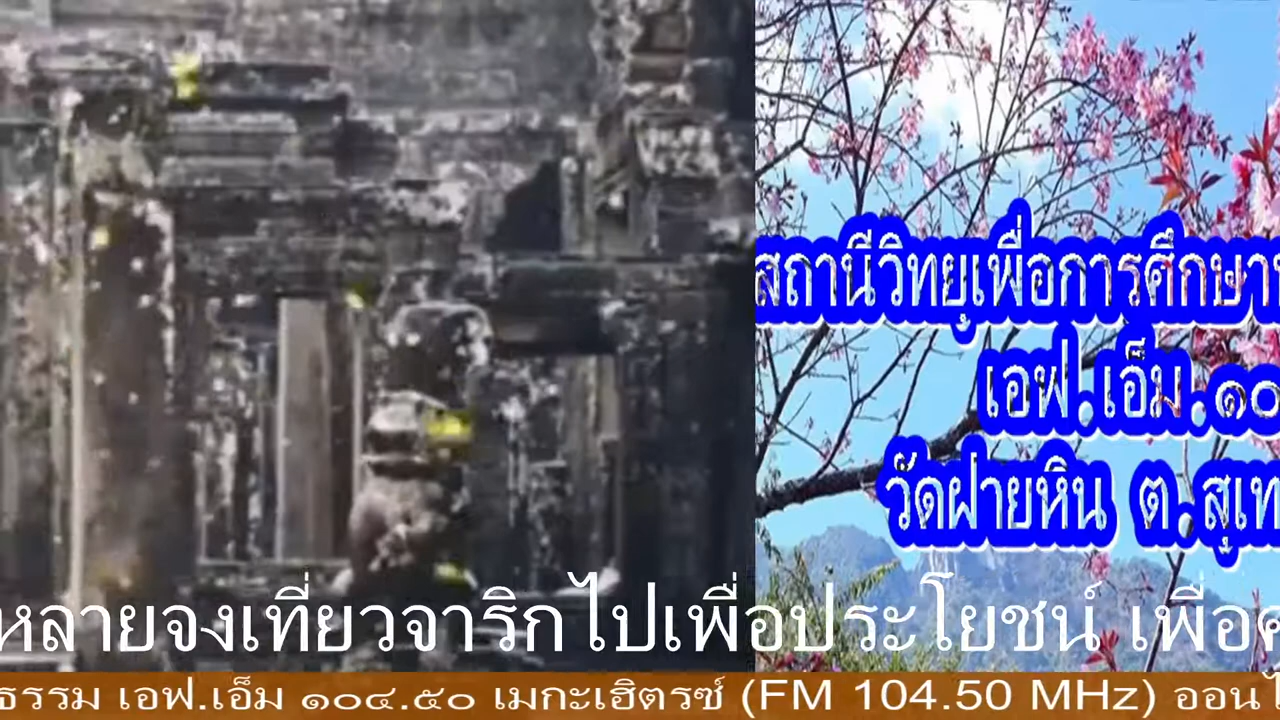 สถานีวิทยุเพื่อการศึกษา
เอฟ.เอ็ม.๑๐
วัดฝายหิน ต.สุเท
หลายจงเที่ยวจาริกไปเพื่อประโยชน์ เพื่อค
ธรรม เอฟ.เอ็ม ๑๐๔.๕๐ เมกะเฮิตรซ์ (FM 104.50 MHz) ออนไ